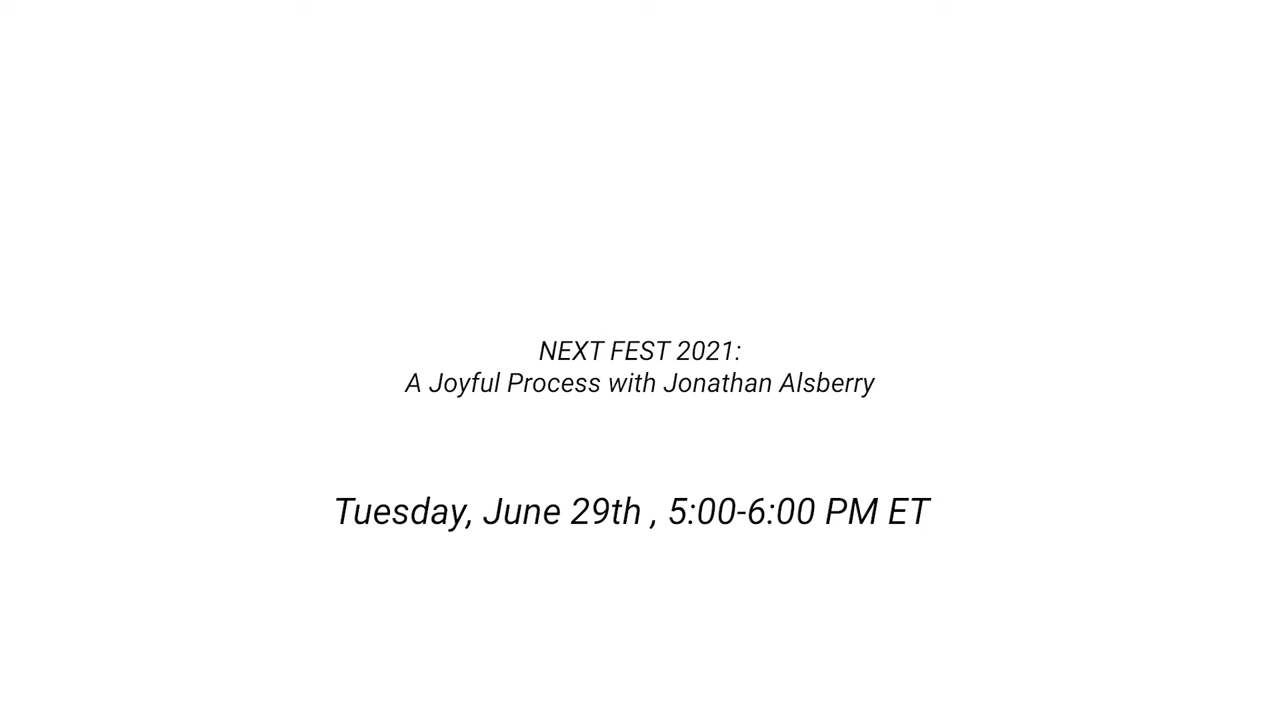 NEXT FEST 2021:
A Joyful Process with Jonathan Alsberry
Tuesday, June 29th , 5:00-6:00 PM ET